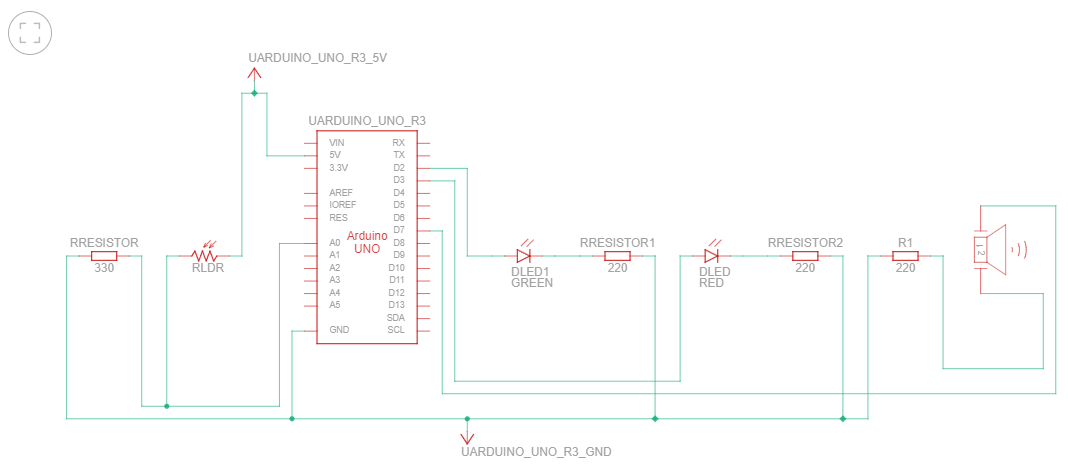 UARDUINO_UNO_R3_5V
UARDUINO_UNO_R3
VIN RX
5V TX
3.3V D2
D3
AREF D4
IOREF D5
RES D6
D7
Arduino
UNO
A0 D8
A1 D9
A2 D10
A3 D11
A4 D12
A5 D13
SDA
GND SCL
RRESISTOR
330
RLDR
DLED1
GREEN
RRESISTOR1
220
DLED
RED
RRESISTOR2
220
R1
220
1 2
UARDUINO_UNO_R3_GND